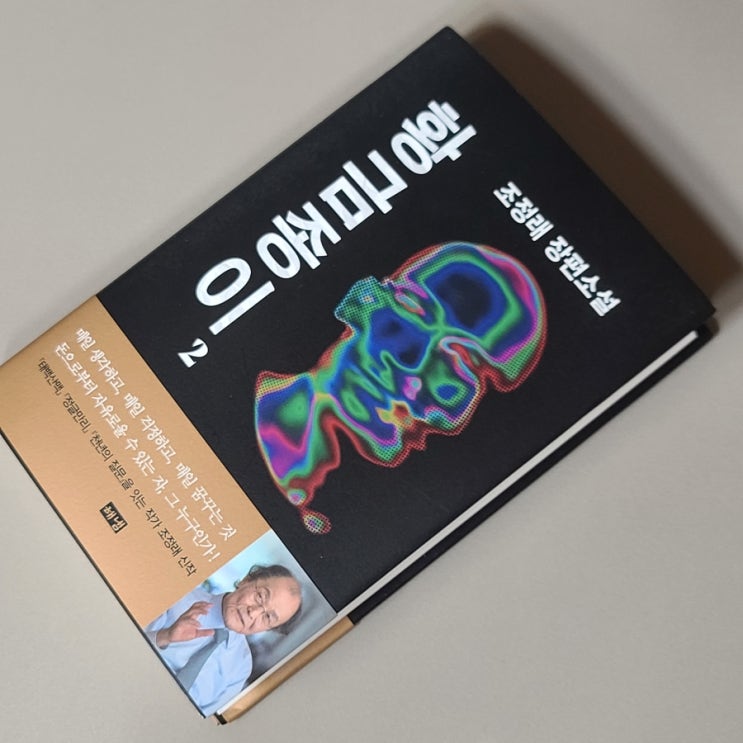 황금종이
2
조정래 장편소설
매일 생각하고, 매일 걱정하고, 매일 꿈꾸는 것
돈으로부터 자유로울 수 있는 자, 그 누구인가!
『태백산맥』『정글만리』『천년의 질문』을 잇는 작가 조정래 신작
해냄